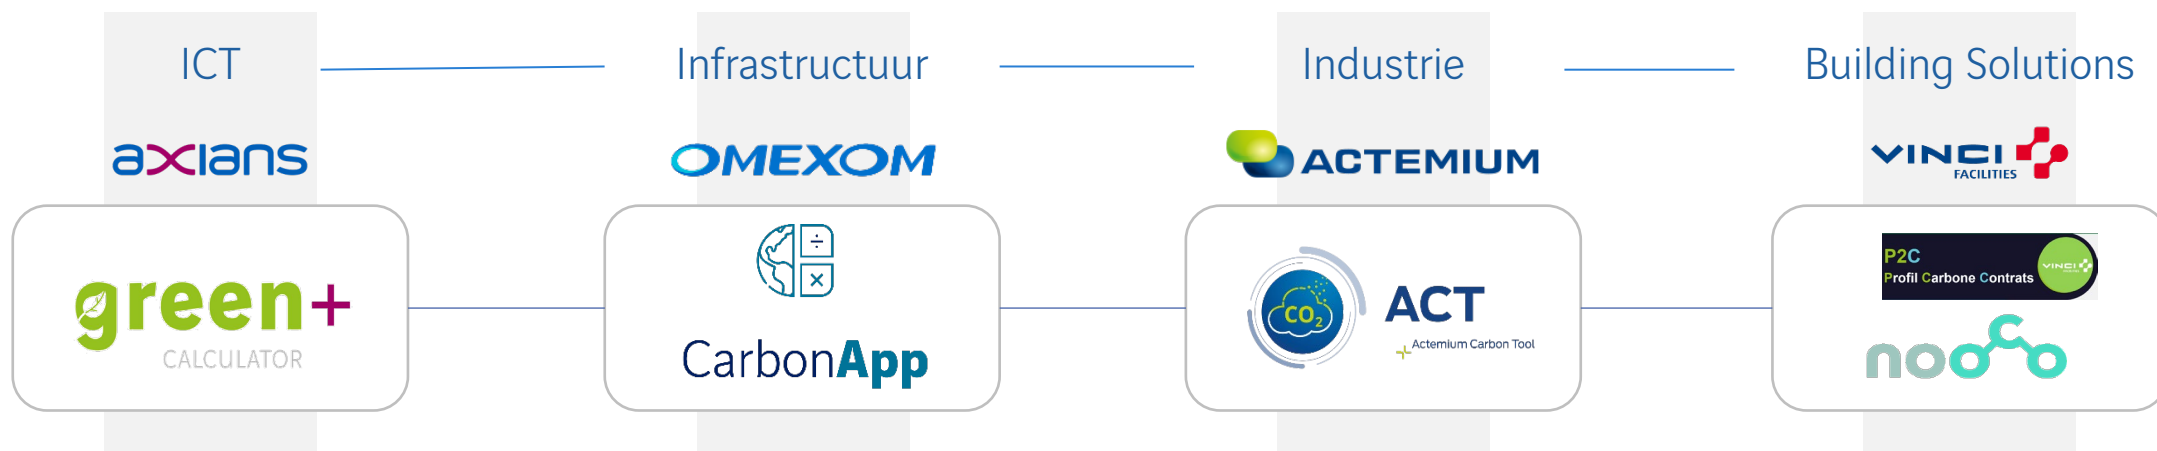 ICT
Infrastructuur
Industrie
Building Solutions
axians
OMEXOM
ACTEMIUM
VINCI
FACILITIES
green+
CALCULATOR
÷
×
CarbonApp
CO2
ACT
Actemium Carbon Tool
P2C
Profil Carbone Contrats
VINCI
nooco